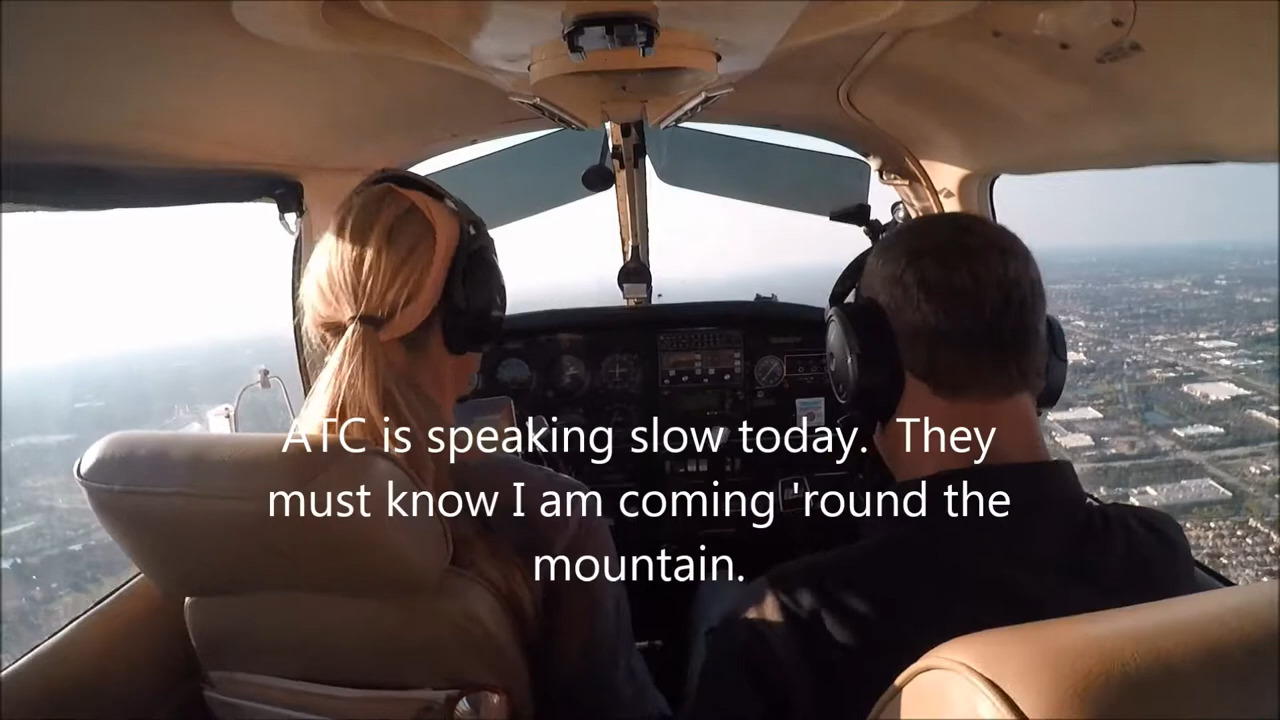 ATC is speaking slow today.  They
must know I am coming 'round the
mountain.